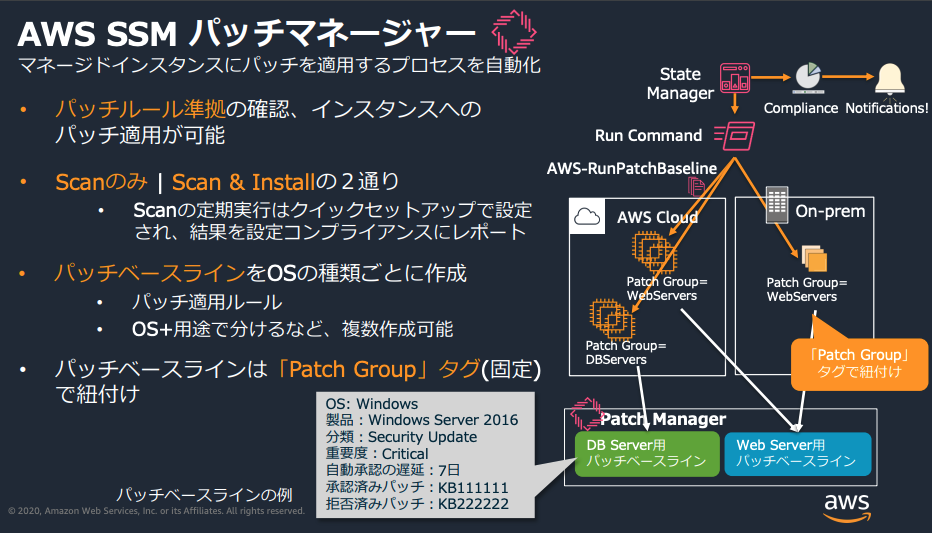 AWS SSM パッチマネージャー
マネージドインスタンスにパッチを適用するプロセスを自動化
• パッチルール準拠の確認、インスタンスへの
パッチ適用が可能
• Scanのみ | Scan & Installの２通り
• Scanの定期実行はクイックセットアップで設定
され、結果を設定コンプライアンスにレポート
• パッチベースラインをOSの種類ごとに作成
• パッチ適用ルール
• OS+用途で分けるなど、複数作成可能
• パッチベースラインは「Patch Group」タグ(固定)
で紐付け
State
Manager
Compliance
Notifications!
Run Command
AWS-RunPatchBaseline
AWS Cloud
Patch Group=
WebServers
Patch Group=
DBServers
On-prem
Patch Group=
WebServers
「Patch Group」
タグで紐付け
Patch Manager
DB Server用
パッチベースライン
Web Server用
パッチベースライン
OS: Windows
製品：Windows Server 2016
分類：Security Update
重要度：Critical
自動承認の遅延：7日
承認済みパッチ：KB111111
拒否済みパッチ：KB222222
パッチベースラインの例
© 2020, Amazon Web Services, Inc. or its Affiliates. All rights reserved.
aws